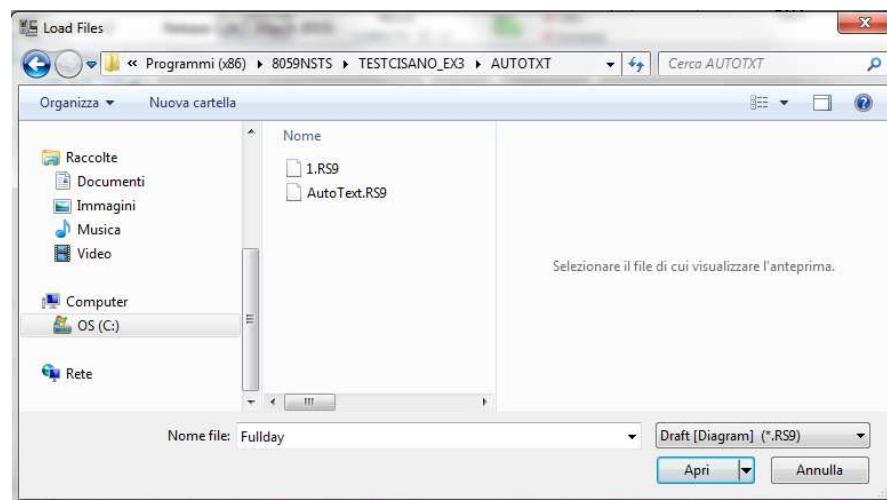 Load Files
« Programmi (x86) ▸ 8059NSTS ▸ TESTCISANO_EX3 ▸ AUTOTXT
Cerca AUTOTXT
Organizza
Nuova cartella
Raccolte
Documenti
Immagini
Musica
Video
Computer
OS (C:)
Rete
Nome
1.RS9
AutoText.RS9
Selezionare il file di cui visualizzare l'anteprima.
Nome file: Fullday
Draft [Diagram] (*.RS9)
Apri
Annulla